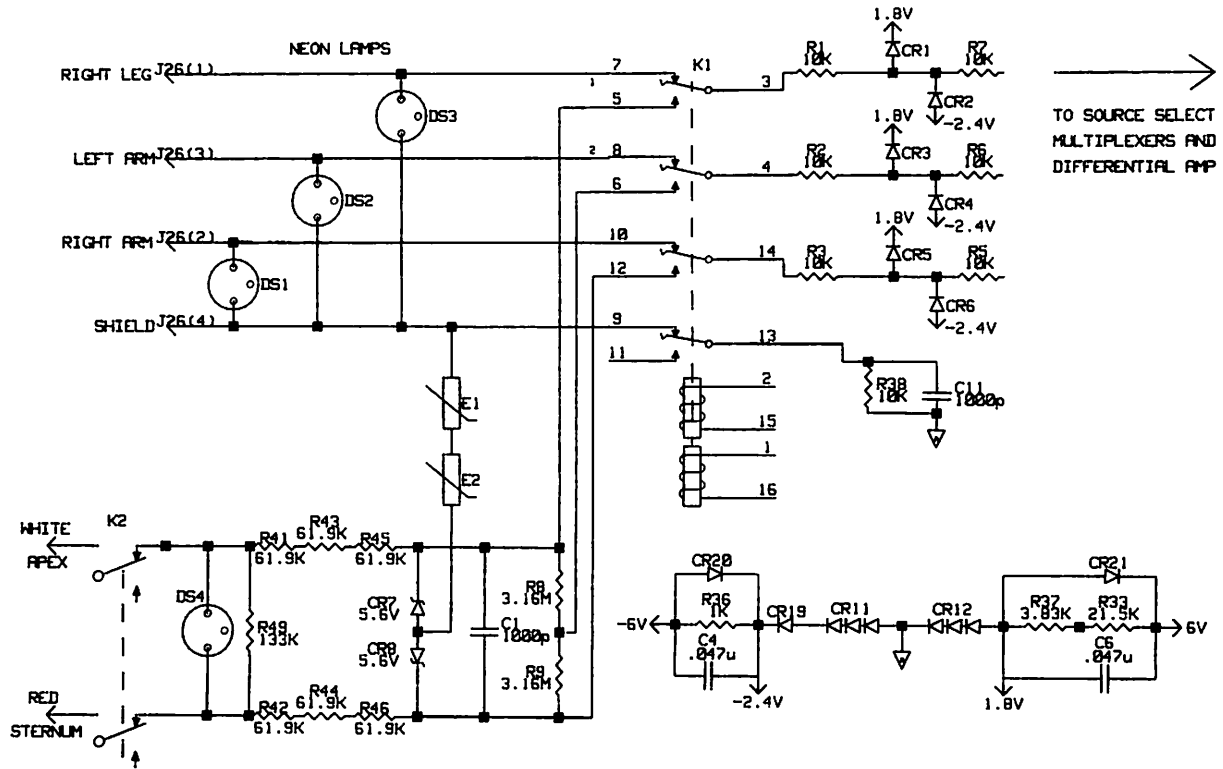 1.8V
NEON LAMPS
RIGHT LEG J26(1) 7 K1 3 R1 10K CR1 R7 10K
1
5
DS3
CR2
-2.4V
TO SOURCE SELECT
MULTIPLEXERS AND
DIFFERENTIAL AMP
1.8V
LEFT ARM J26(3) 2 8 4 R2 10K CR3 R6 10K
6
DS2
CR4
-2.4V
1.8V
RIGHT ARM J26(2) 10 14 R3 10K CR5 R5 10K
12
DS1
CR6
-2.4V
SHIELD J26(4) 9 13
11
R38 10K
C11 1000p
2
15
1
16
E1
E2
WHITE
APEX
K2
R41 61.9K
R43 61.9K
R45 61.9K
DS4
R49 133K
CR7 5.6V
CR8 5.6V
C1 1000p
R8 3.16M
R9 3.16M
RED
STERNUM
R42 61.9K
R44 61.9K
R46 61.9K
CR20
R36
1K
-6V
C4
.047u
-2.4V
CR19
CR11
CR12
CR21
R37 3.83K
R33 21.5K
6V
C6
.047u
1.8V